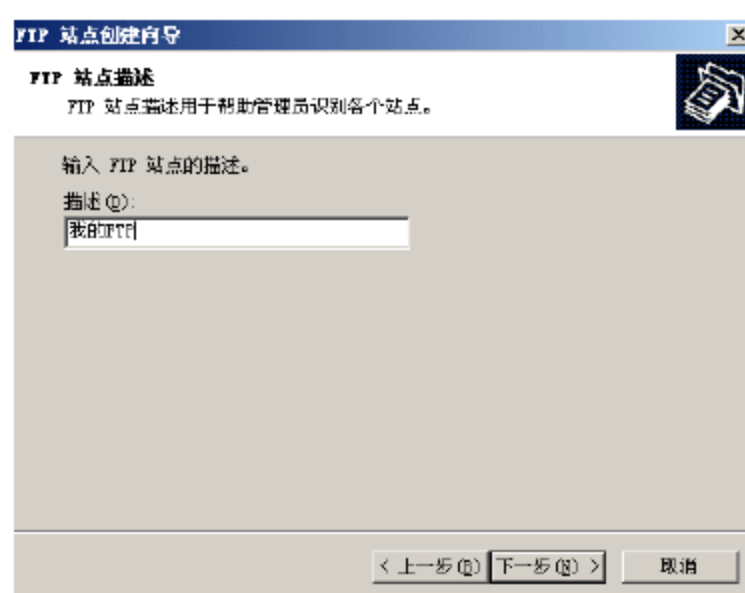 FTP 站点创建向导
FTP 站点描述
FTP 站点描述用于帮助管理员识别各个站点。
输入 FTP 站点的描述。
描述(D):
我的FTP
< 上一步(B) 下一步(N) > 取消